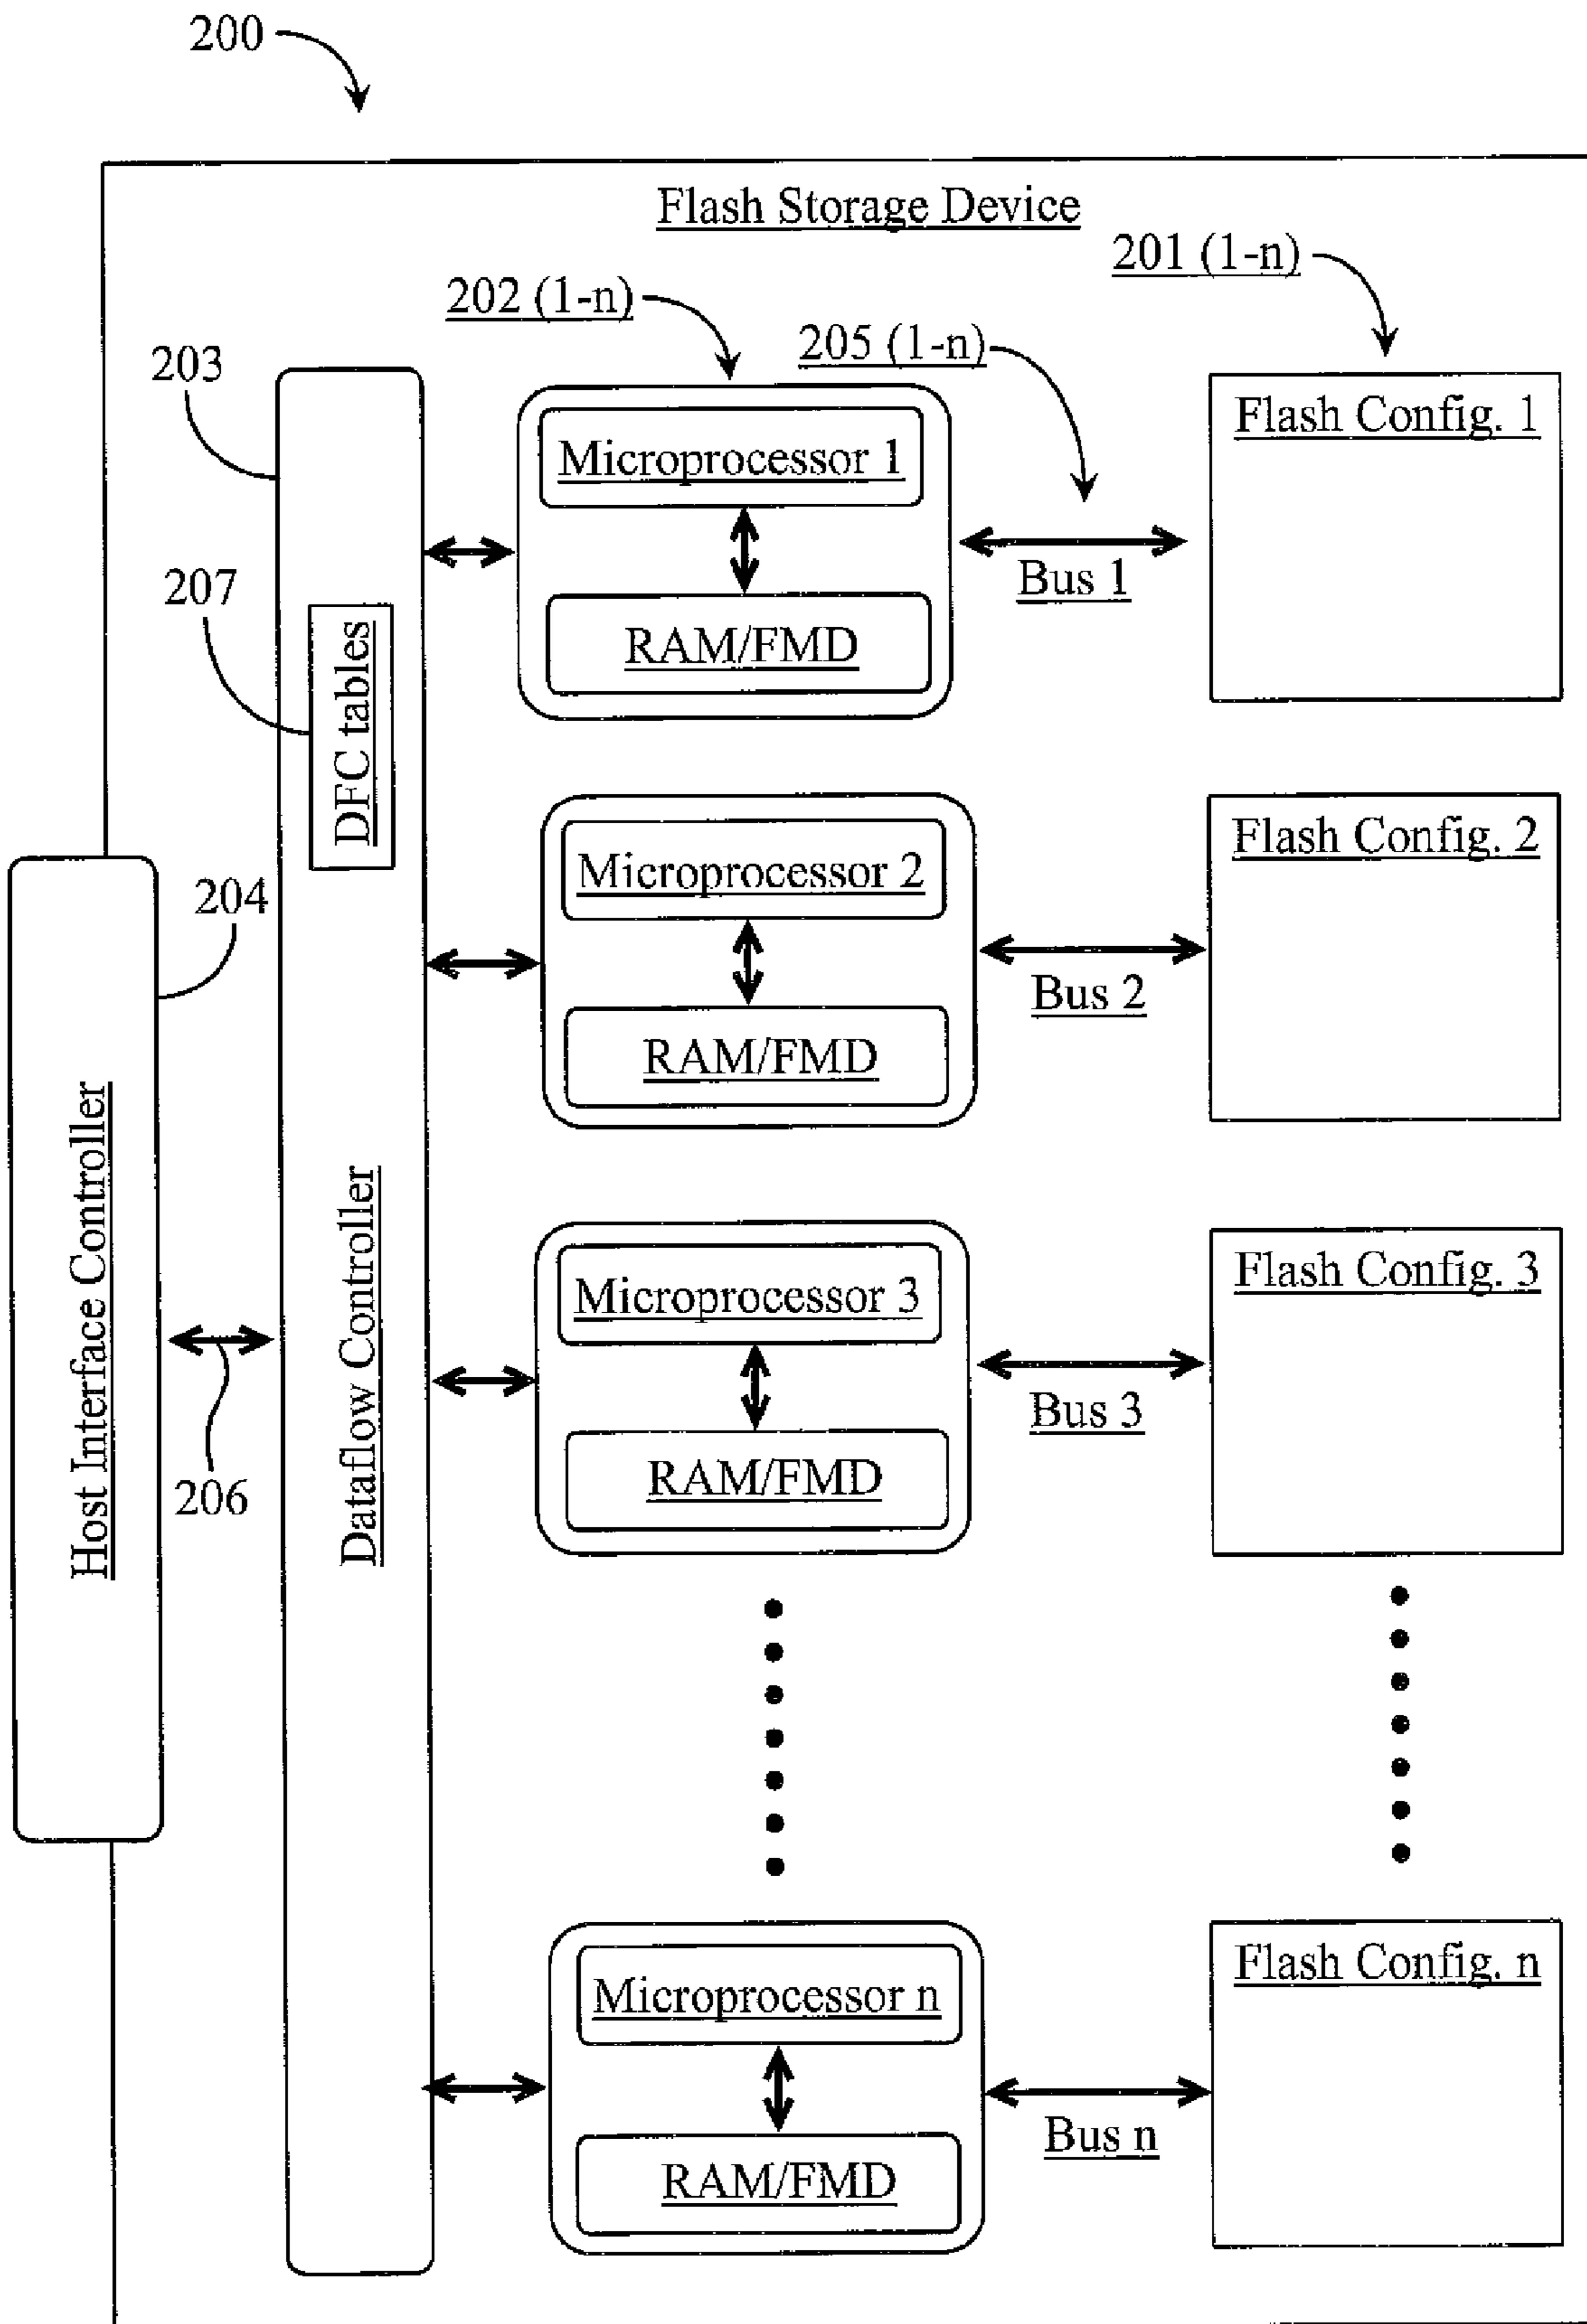 200
Flash Storage Device
201 (1-n)
202 (1-n)
205 (1-n)
203
Flash Config. 1
Microprocessor 1
Bus 1
207
RAM/FMD
DFC tables
Flash Config. 2
Microprocessor 2
204
Bus 2
RAM/FMD
Host Interface Controller
Dataflow Controller
Flash Config. 3
Microprocessor 3
Bus 3
RAM/FMD
206
Flash Config. n
Microprocessor n
Bus n
RAM/FMD